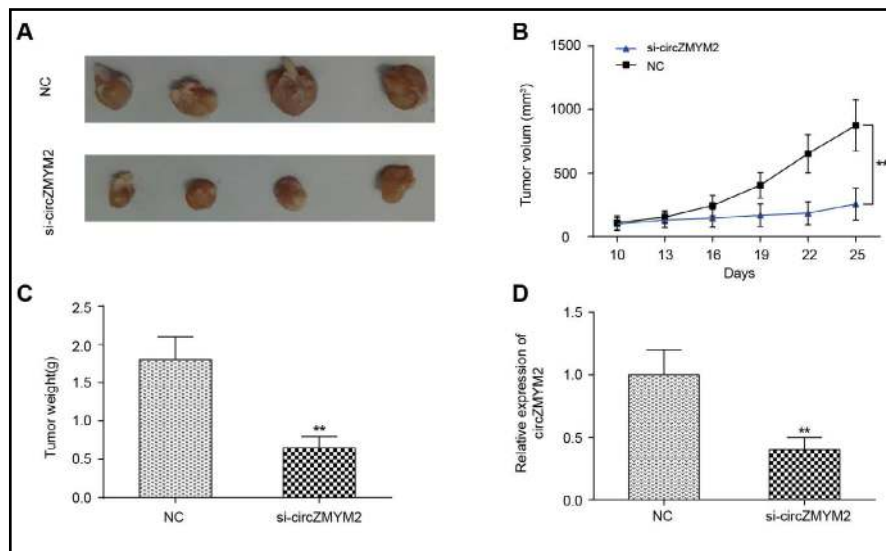 A
NC
si-circZMYM2
B
si-circZMYM2
NC
Tumor volum (mm³)
1500
1000
500
0
10 13 16 19 22 25
Days
**
C
Tumor weight(g)
2.5
2.0
1.5
1.0
0.5
0.0
**
NC si-circZMYM2
D
Relative expression of
circZMYM2
1.5
1.0
0.5
0.0
**
NC si-circZMYM2